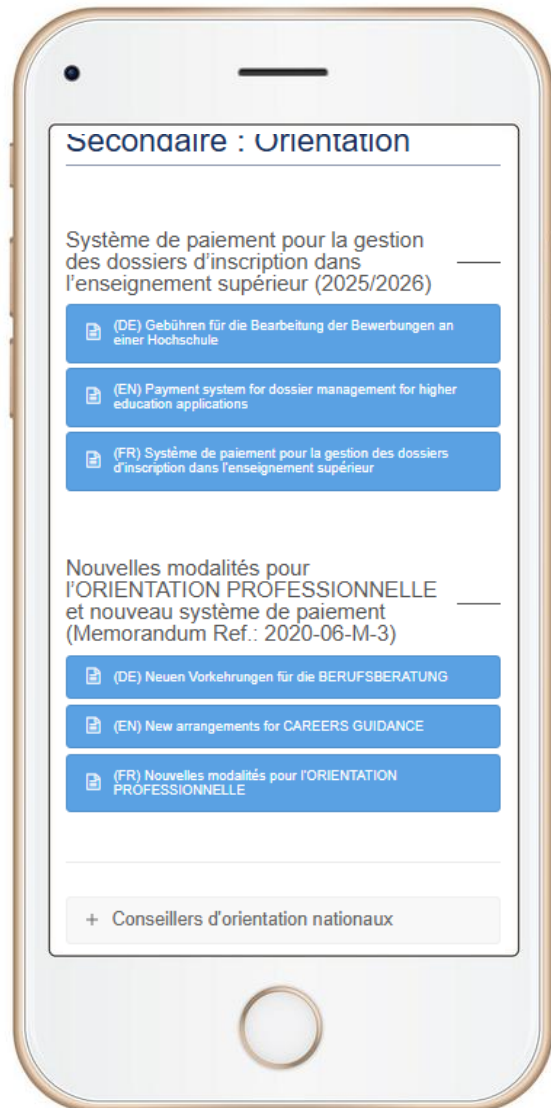 Secondaire : Orientation
Système de paiement pour la gestion
des dossiers d'inscription dans
l'enseignement supérieur (2025/2026)
(DE) Gebühren für die Bearbeitung der Bewerbungen an
einer Hochschule
(EN) Payment system for dossier management for higher
education applications
(FR) Système de paiement pour la gestion des dossiers
d'inscription dans l'enseignement supérieur
Nouvelles modalités pour
l'ORIENTATION PROFESSIONNELLE
et nouveau système de paiement
(Memorandum Ref.: 2020-06-M-3)
(DE) Neuen Vorkehrungen für die BERUFSBERATUNG
(EN) New arrangements for CAREERS GUIDANCE
(FR) Nouvelles modalités pour l'ORIENTATION
PROFESSIONNELLE
+ Conseillers d'orientation nationaux